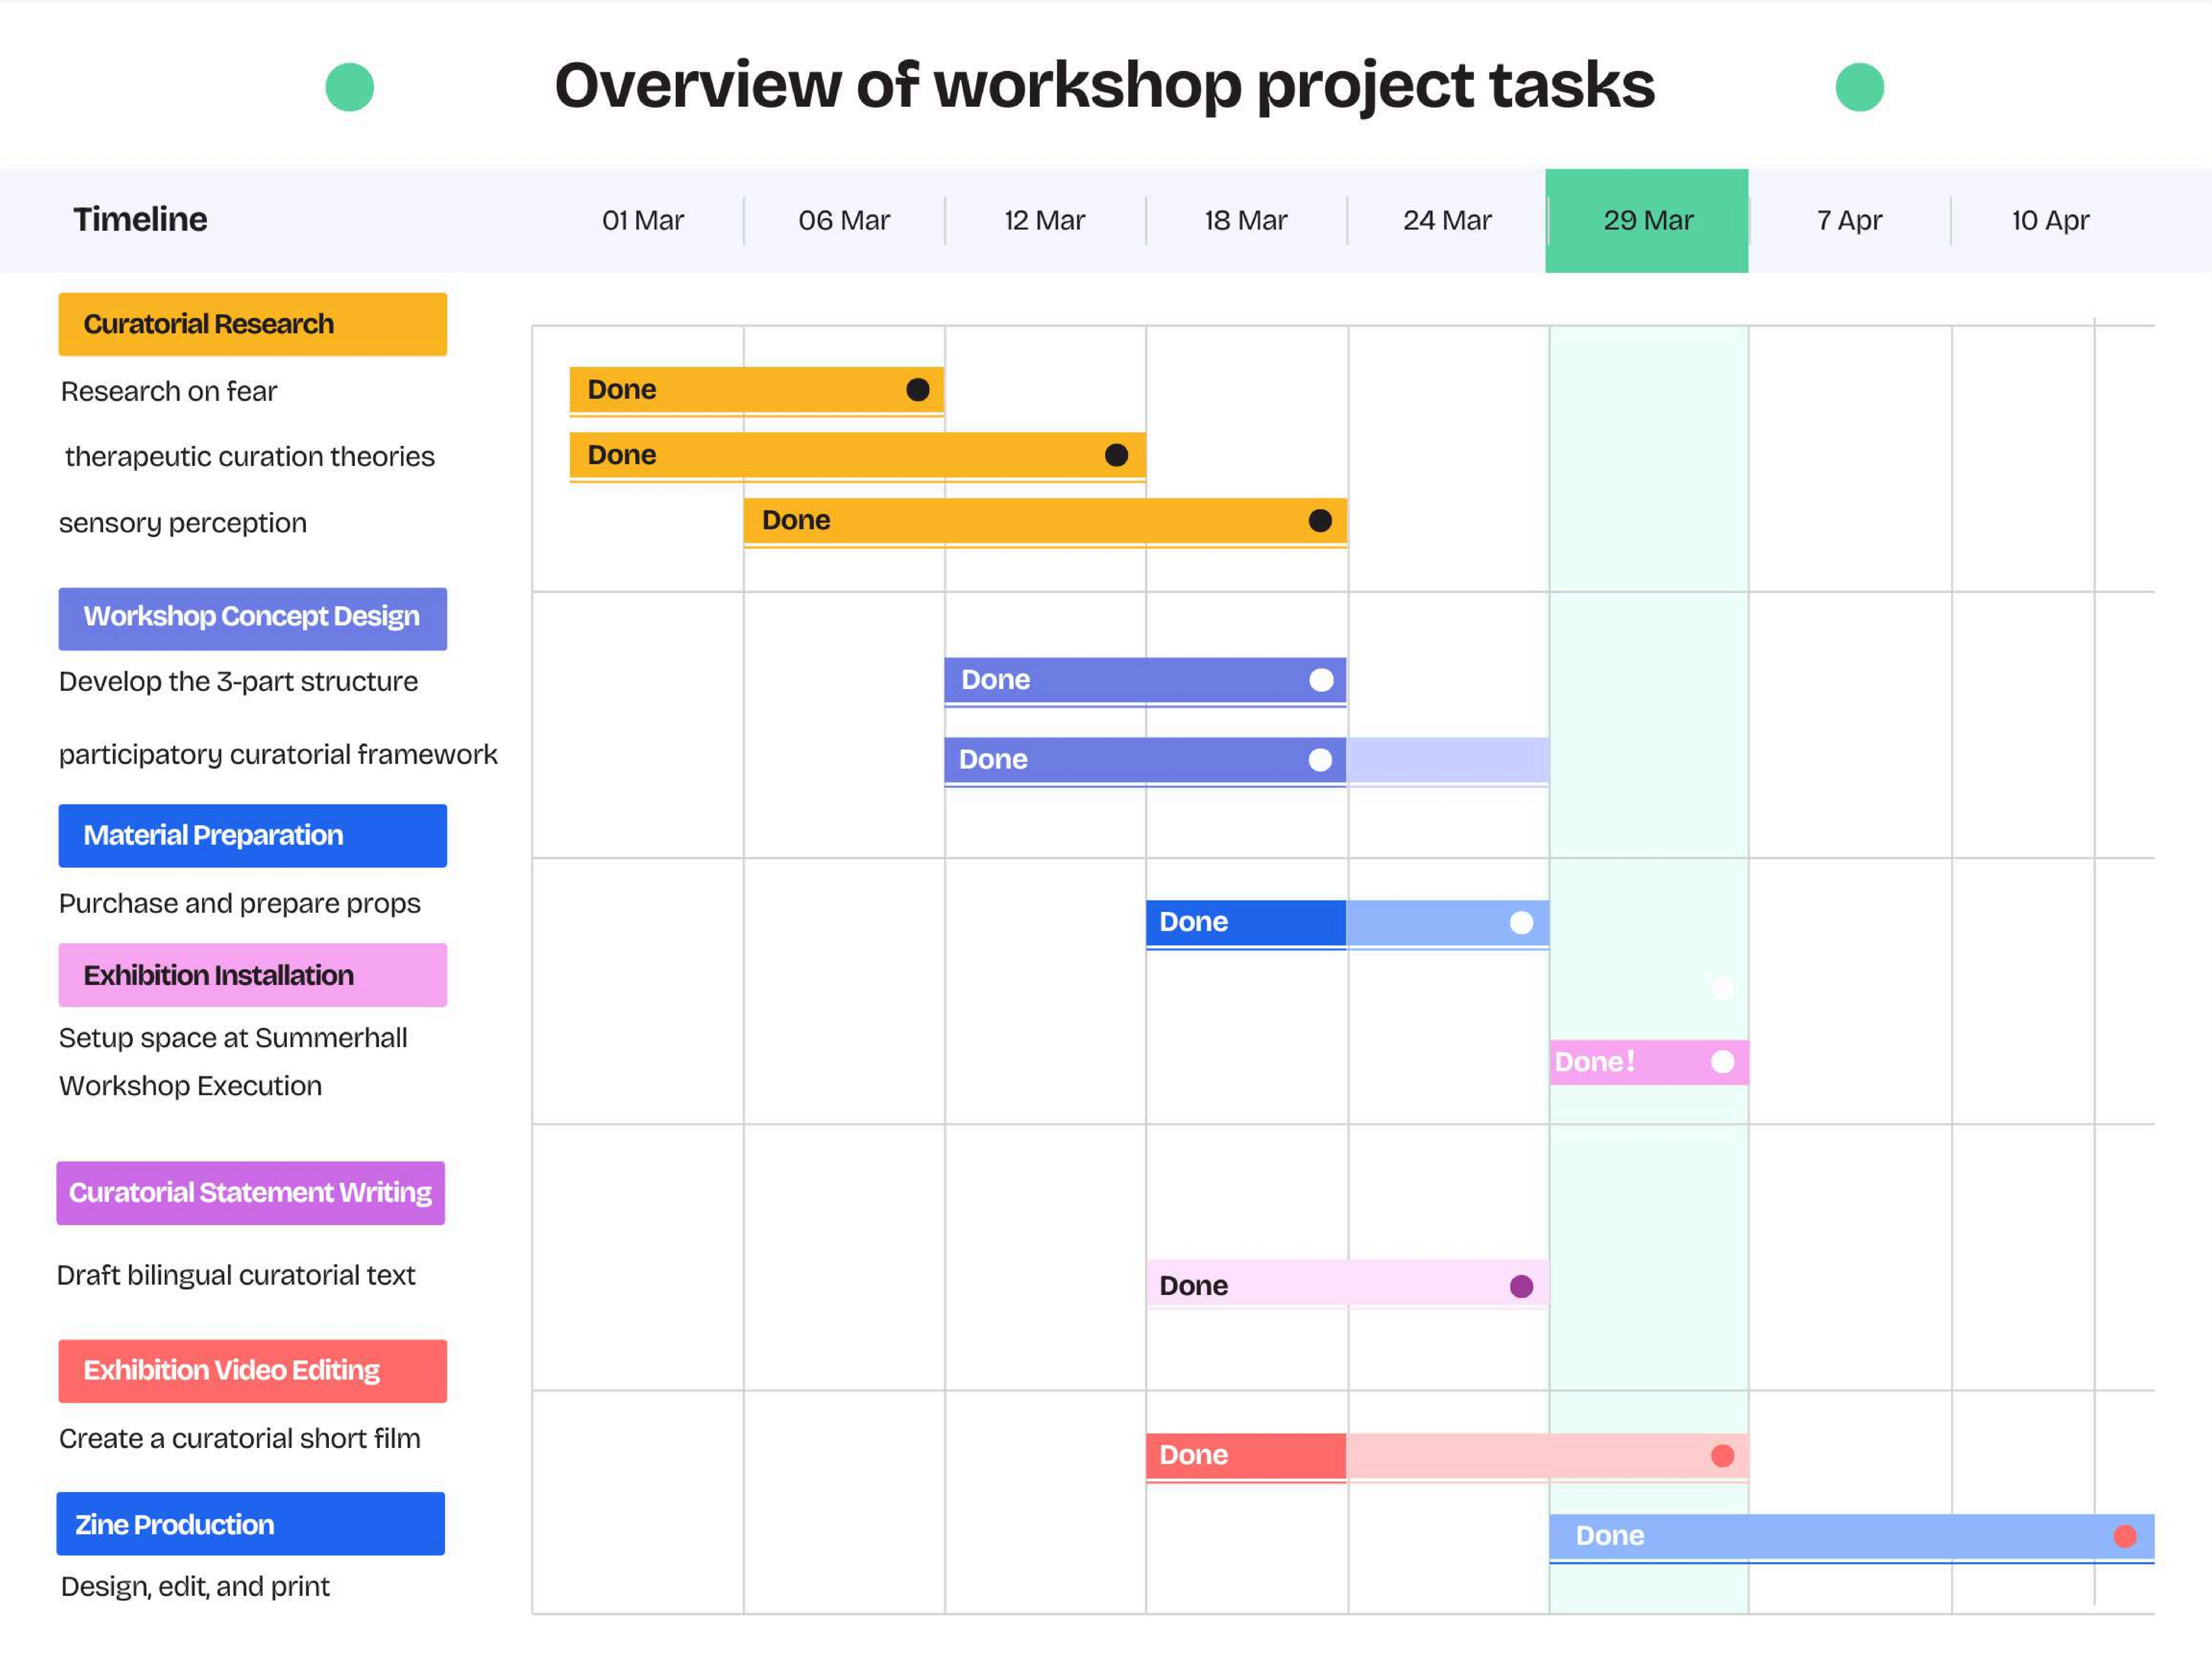 Overview of workshop project tasks
Timeline
01 Mar
06 Mar
12 Mar
18 Mar
24 Mar
29 Mar
7 Apr
10 Apr
Curatorial Research
Research on fear
Done
therapeutic curation theories
Done
sensory perception
Done
Workshop Concept Design
Develop the 3-part structure
Done
participatory curatorial framework
Done
Material Preparation
Purchase and prepare props
Done
Exhibition Installation
Setup space at Summerhall
Done!
Workshop Execution
Curatorial Statement Writing
Draft bilingual curatorial text
Done
Exhibition Video Editing
Create a curatorial short film
Done
Zine Production
Done
Design, edit, and print